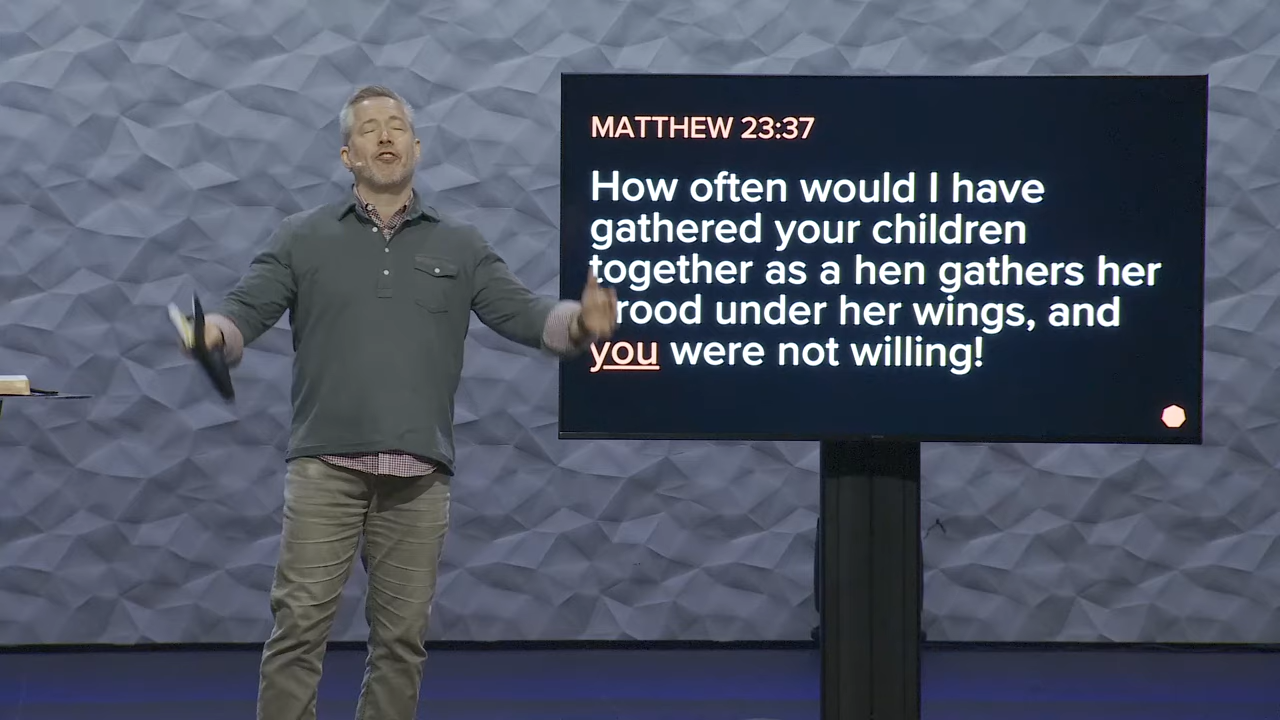 MATTHEW 23:37
How often would I have
gathered your children
together as a hen gathers her
rood under her wings, and
you were not willing!